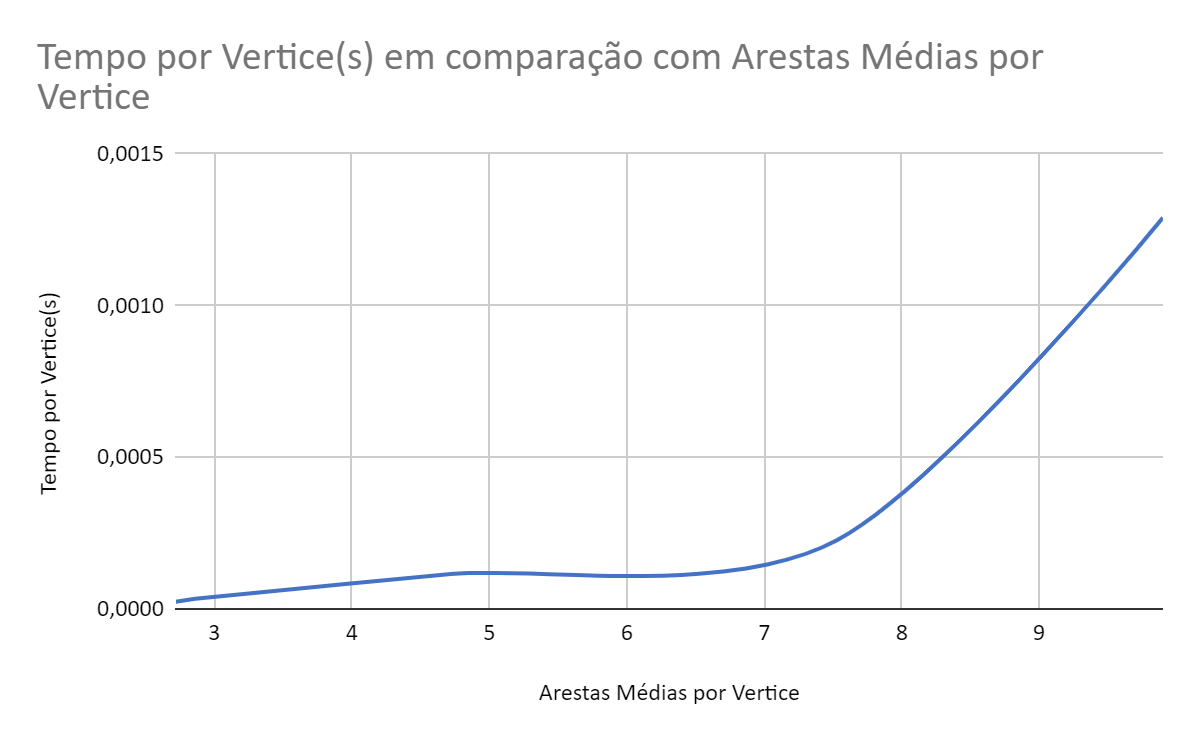 Tempo por Vertice(s) em comparação com Arestas Médias por
Vertice
0,0015
0,0010
0,0005
0,0000
Tempo por Vertice(s)
3 4 5 6 7 8 9
Arestas Médias por Vertice